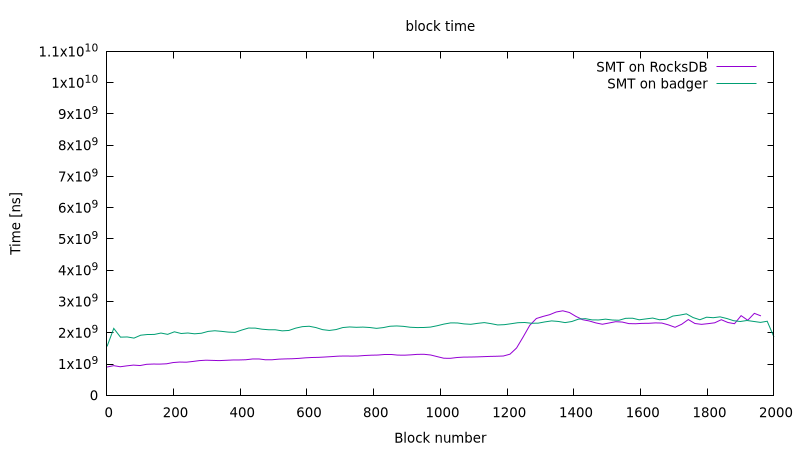 block time
1.1x10^10
1x10^10
9x10^9
8x10^9
7x10^9
6x10^9
5x10^9
4x10^9
3x10^9
2x10^9
1x10^9
0
Time [ns]
SMT on RocksDB
SMT on badger
0 200 400 600 800 1000 1200 1400 1600 1800 2000
Block number